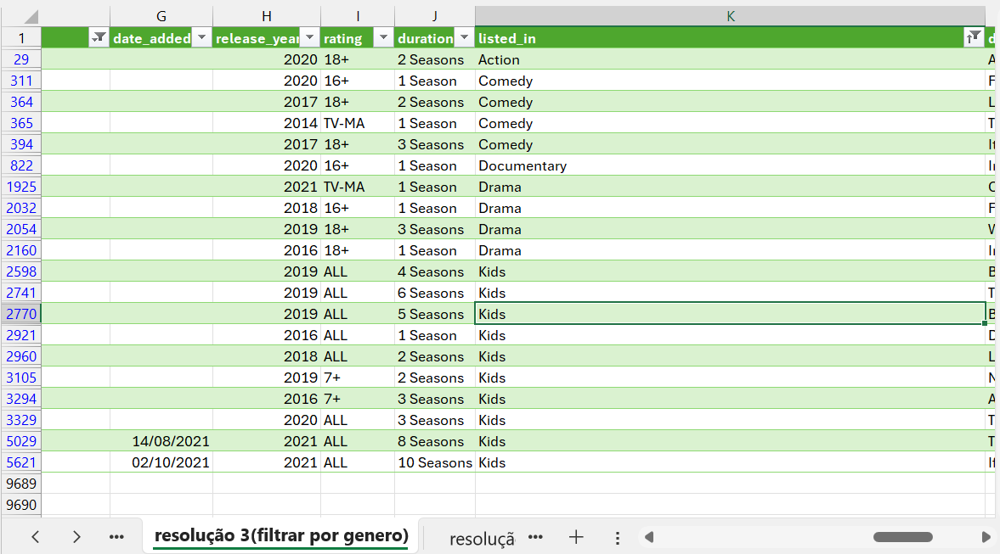 G H I J K
1 date_added release_year rating duration listed_in d
29 2020 18+ 2 Seasons Action A
311 2020 16+ 1 Season Comedy F
364 2017 18+ 2 Seasons Comedy L
365 2014 TV-MA 1 Season Comedy T
394 2017 18+ 3 Seasons Comedy It
822 2020 16+ 1 Season Documentary
1925 2021 TV-MA 1 Season Drama
2032 2018 16+ 1 Season Drama F
2054 2019 18+ 3 Seasons Drama
2160 2016 18+ 1 Season Drama
2598 2019 ALL 4 Seasons Kids B
2741 2019 ALL 6 Seasons Kids T
2770 2019 ALL 5 Seasons Kids B
2921 2016 ALL 1 Season Kids D
2960 2018 ALL 2 Seasons Kids L
3105 2019 7+ 2 Seasons Kids N
3294 2016 7+ 3 Seasons Kids A
3329 2020 ALL 3 Seasons Kids T
5029 14/08/2021 2021 ALL 8 Seasons Kids T
5621 02/10/2021 2021 ALL 10 Seasons Kids If
9689
9690
resolução 3(filtrar por genero) resoluçã